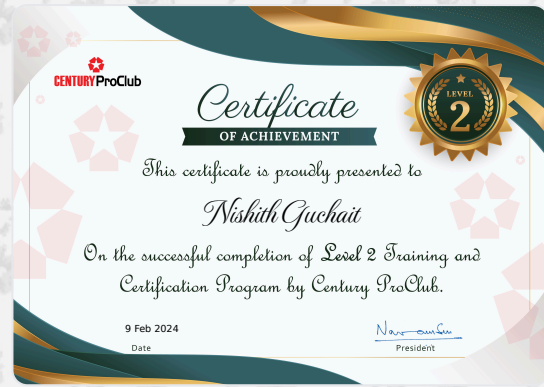 CENTURY ProClub
LEVEL
2
Certificate
OF ACHIEVEMENT
This certificate is proudly presented to
Nishith Guchait
On the successful completion of Level 2 Training and
Certification Program by Century ProClub.
9 Feb 2024
Date
President